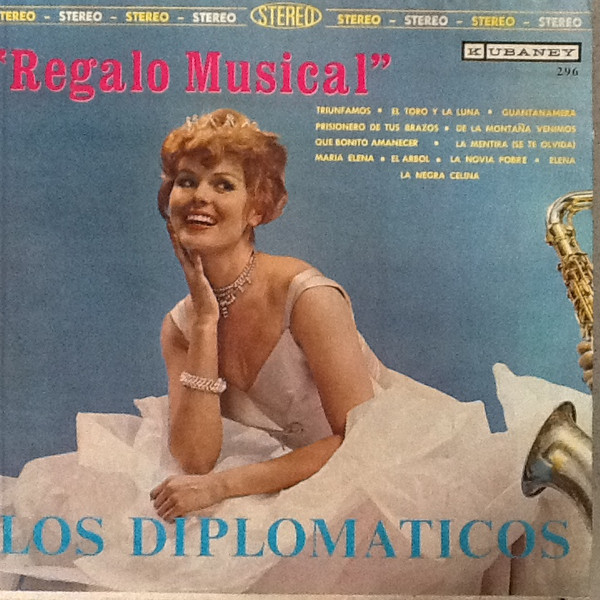 TEREO – STEREO – STEREO – STEREO STEREO STEREO – STEREO – STEREO – STEREO
KUBANEY
296
"Regalo Musical"
TRIUNFAMOS • EL TORO Y LA LUNA • GUANTANAMERA
PRISIONERO DE TUS BRAZOS • DE LA MONTAÑA VENIMOS
QUE BONITO AMANECER • LA MENTIRA (SE TE OLVIDA)
MARIA ELENA • EL ARBOL • LA NOVIA POBRE • ELENA
LA NEGRA CELINA
LOS DIPLOMATICOS